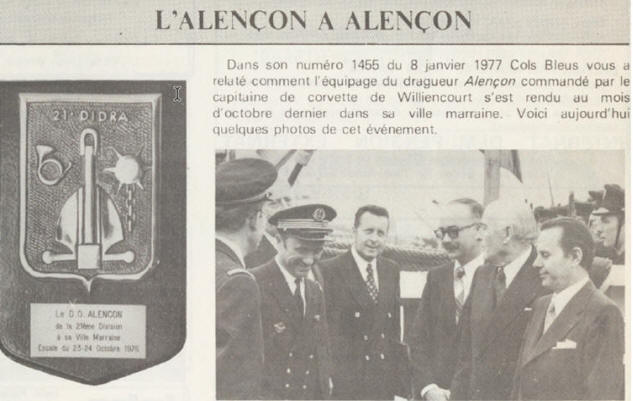 L'ALENÇON A ALENÇON
Dans son numéro 1455 du 8 janvier 1977 Cols Bleus vous a
relaté comment l'équipage du dragueur Alençon commandé par le
capitaine de corvette de Williencourt s'est rendu au mois
d'octobre dernier dans sa ville marraine. Voici aujourd'hui
quelques photos de cet événement.
21e DIDRA
Le D.O. ALENCON
de la 21ème Division
à sa Ville Marraine
Escale du 23-24 Octobre 1976